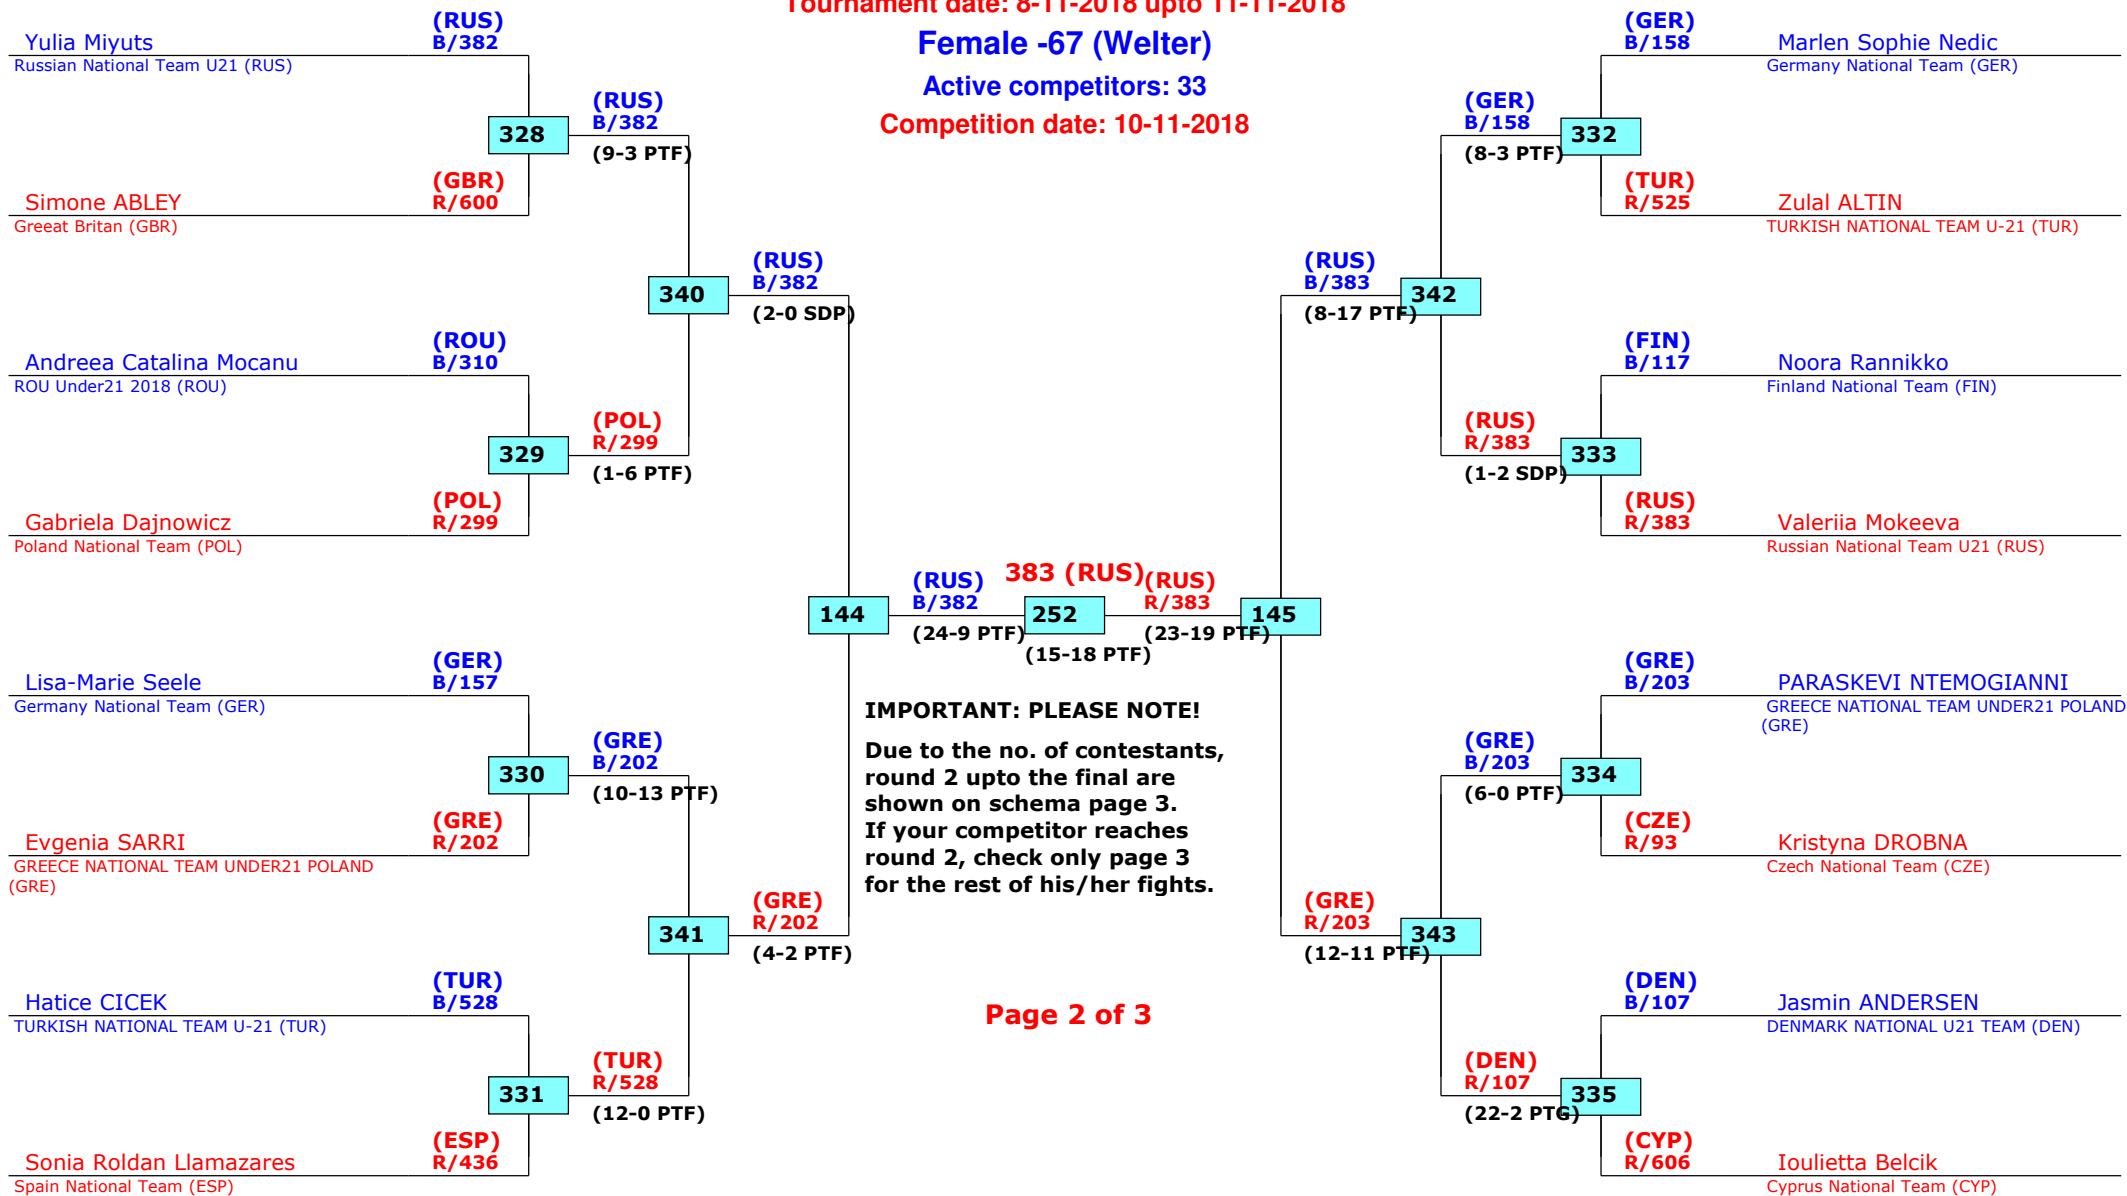 Tournament date: 8-11-2018 upto 11-11-2018
Female -67 (Welter)
Active competitors: 33
Competition date: 10-11-2018
Yulia Miyuts
Russian National Team U21 (RUS)
(RUS)
B/382
328
(RUS)
B/382
(9-3 PTF)
Simone ABLEY
Greeat Britan (GBR)
(GBR)
R/600
340
(RUS)
B/382
(2-0 SDP)
Andreea Catalina Mocanu
ROU Under21 2018 (ROU)
(ROU)
B/310
329
(POL)
R/299
(1-6 PTF)
Gabriela Dajnowicz
Poland National Team (POL)
(POL)
R/299
144
(RUS)
B/382
(24-9 PTF)
383 (RUS)
252
(15-18 PTF)
(RUS)
R/383
(23-19 PTF)
145
Lisa-Marie Seele
Germany National Team (GER)
(GER)
B/157
330
(GRE)
B/202
(10-13 PTF)
Evgenia SARRI
GREECE NATIONAL TEAM UNDER21 POLAND
(GRE)
(GRE)
R/202
341
(GRE)
R/202
(4-2 PTF)
Hatice CICEK
TURKISH NATIONAL TEAM U-21 (TUR)
(TUR)
B/528
331
(TUR)
R/528
(12-0 PTF)
Sonia Roldan Llamazares
Spain National Team (ESP)
(ESP)
R/436
IMPORTANT: PLEASE NOTE!
Due to the no. of contestants,
round 2 upto the final are
shown on schema page 3.
If your competitor reaches
round 2, check only page 3
for the rest of his/her fights.
Page 2 of 3
(GER)
B/158
Marlen Sophie Nedic
Germany National Team (GER)
(GER)
B/158
(8-3 PTF)
332
(TUR)
R/525
Zulal ALTIN
TURKISH NATIONAL TEAM U-21 (TUR)
(RUS)
B/383
(8-17 PTF)
342
(FIN)
B/117
Noora Rannikko
Finland National Team (FIN)
(RUS)
R/383
(1-2 SDP)
333
(RUS)
R/383
Valeriia Mokeeva
Russian National Team U21 (RUS)
(GRE)
B/203
PARASKEVI NTEMOGIANNI
GREECE NATIONAL TEAM UNDER21 POLAND
(GRE)
(GRE)
B/203
(6-0 PTF)
334
(CZE)
R/93
Kristyna DROBNA
Czech National Team (CZE)
(GRE)
R/203
(12-11 PTF)
343
(DEN)
B/107
Jasmin ANDERSEN
DENMARK NATIONAL U21 TEAM (DEN)
(DEN)
R/107
(22-2 PTG)
335
(CYP)
R/606
Ioulietta Belcik
Cyprus National Team (CYP)